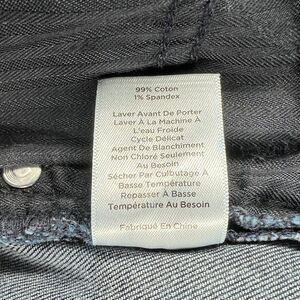 99% Coton
1% Spandex
Laver Avant De Porter
Laver À La Machine À
L'eau Froide
Cycle Délicat
Agent De Blanchiment
Non Chloré Seulement
Au Besoin
Sécher Par Culbutage À
Basse Température
Repasser À Basse
Température Au Besoin
Fabriqué En Chine